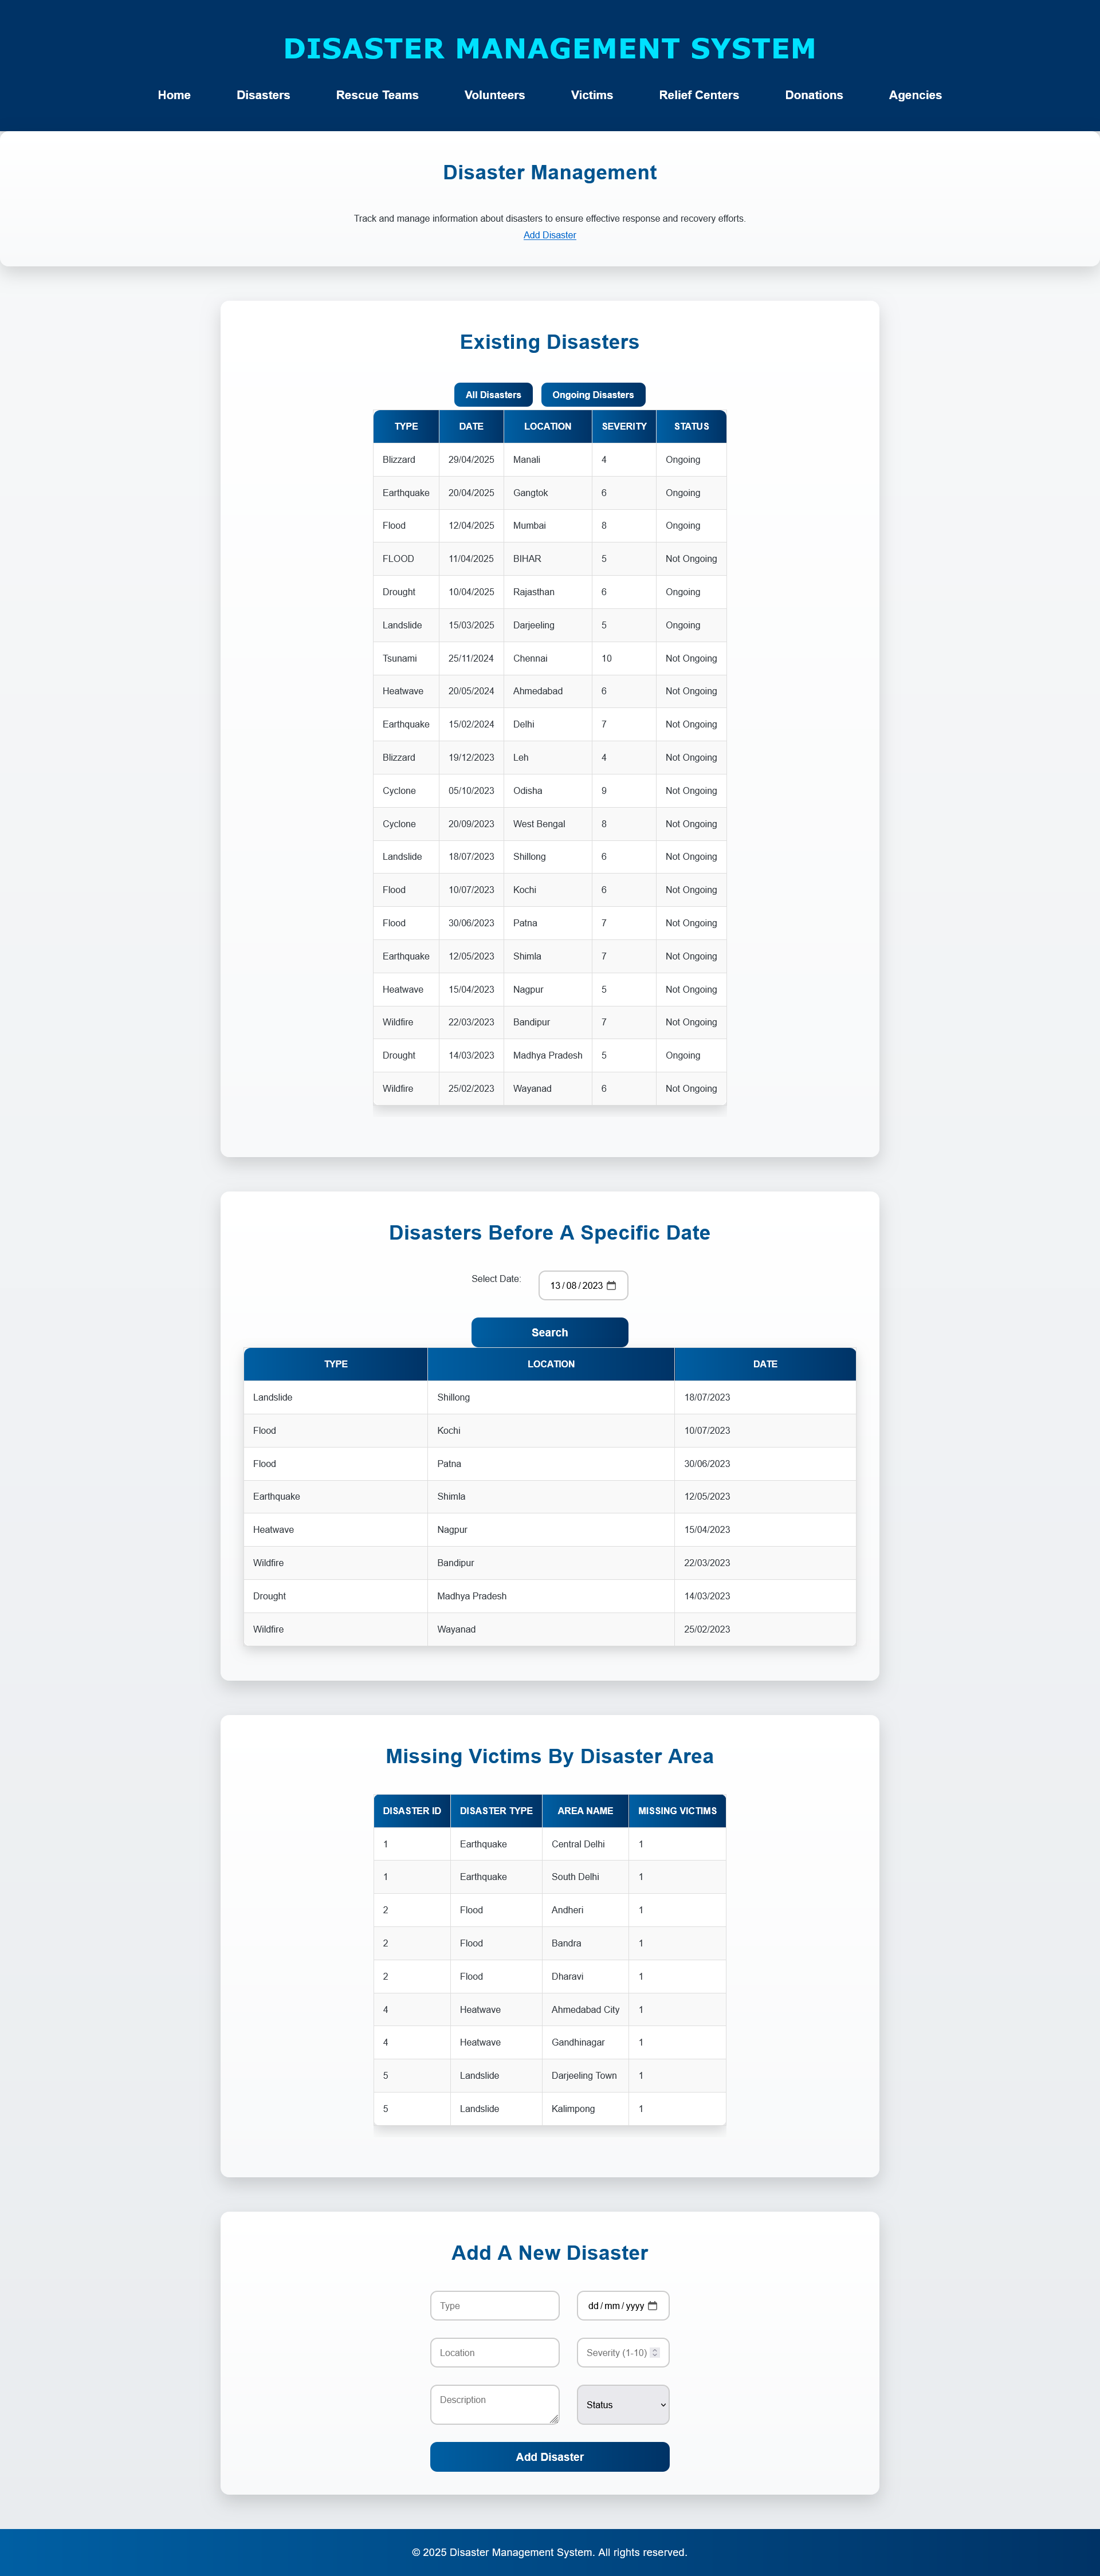 DISASTER MANAGEMENT SYSTEM
Home Disasters Rescue Teams Volunteers Victims Relief Centers Donations Agencies
Disaster Management
Track and manage information about disasters to ensure effective response and recovery efforts.
Add Disaster
Existing Disasters
All Disasters Ongoing Disasters
TYPE DATE LOCATION SEVERITY STATUS
Blizzard 29/04/2025 Manali 4 Ongoing
Earthquake 20/04/2025 Gangtok 6 Ongoing
Flood 12/04/2025 Mumbai 8 Ongoing
FLOOD 11/04/2025 BIHAR 5 Not Ongoing
Drought 10/04/2025 Rajasthan 6 Ongoing
Landslide 15/03/2025 Darjeeling 5 Ongoing
Tsunami 25/11/2024 Chennai 10 Not Ongoing
Heatwave 20/05/2024 Ahmedabad 6 Not Ongoing
Earthquake 15/02/2024 Delhi 7 Not Ongoing
Blizzard 19/12/2023 Leh 4 Not Ongoing
Cyclone 05/10/2023 Odisha 9 Not Ongoing
Cyclone 20/09/2023 West Bengal 8 Not Ongoing
Landslide 18/07/2023 Shillong 6 Not Ongoing
Flood 10/07/2023 Kochi 6 Not Ongoing
Flood 30/06/2023 Patna 7 Not Ongoing
Earthquake 12/05/2023 Shimla 7 Not Ongoing
Heatwave 15/04/2023 Nagpur 5 Not Ongoing
Wildfire 22/03/2023 Bandipur 7 Not Ongoing
Drought 14/03/2023 Madhya Pradesh 5 Ongoing
Wildfire 25/02/2023 Wayanad 6 Not Ongoing
Disasters Before A Specific Date
Select Date: 13/08/2023
Search
TYPE LOCATION DATE
Landslide Shillong 18/07/2023
Flood Kochi 10/07/2023
Flood Patna 30/06/2023
Earthquake Shimla 12/05/2023
Heatwave Nagpur 15/04/2023
Wildfire Bandipur 22/03/2023
Drought Madhya Pradesh 14/03/2023
Wildfire Wayanad 25/02/2023
Missing Victims By Disaster Area
DISASTER ID DISASTER TYPE AREA NAME MISSING VICTIMS
1 Earthquake Central Delhi 1
1 Earthquake South Delhi 1
2 Flood Andheri 1
2 Flood Bandra 1
2 Flood Dharavi 1
4 Heatwave Ahmedabad City 1
4 Heatwave Gandhinagar 1
5 Landslide Darjeeling Town 1
5 Landslide Kalimpong 1
Add A New Disaster
Type dd/mm/yyyy
Location Severity (1-10)
Description Status
Add Disaster
© 2025 Disaster Management System. All rights reserved.